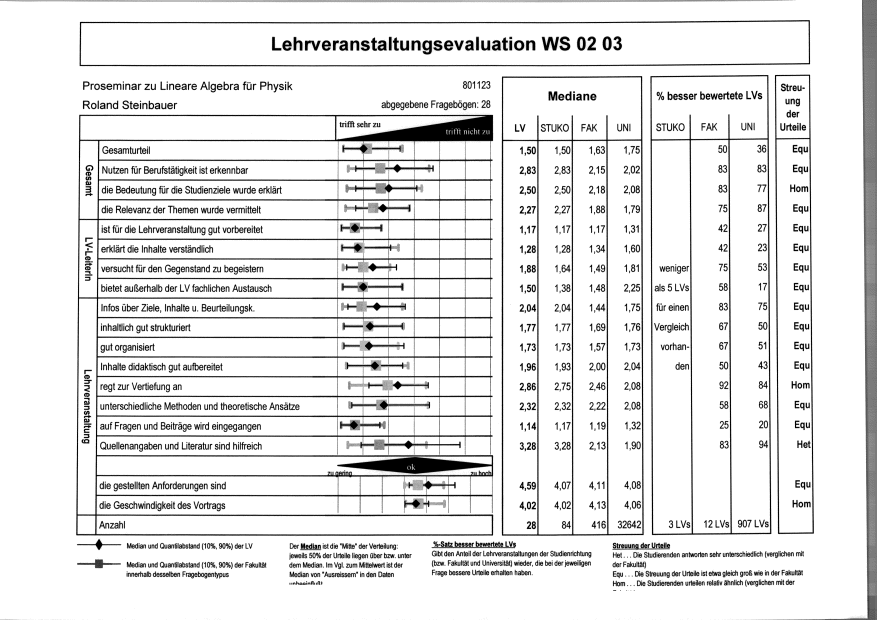 Lehrveranstaltungsevaluation WS 02 03
Proseminar zu Lineare Algebra für Physik 801123
Roland Steinbauer abgegebene Fragebögen: 28
Mediane % besser bewertete LVs Streu-ung der Urteile
trifft sehr zu trifft nicht zu LV STUKO FAK UNI STUKO FAK UNI
Gesamt
Gesamturteil 1,50 1,50 1,63 1,75 50 36 Equ
Nutzen für Berufstätigkeit ist erkennbar 2,83 2,83 2,15 2,02 83 83 Equ
die Bedeutung für die Studienziele wurde erklärt 2,50 2,50 2,18 2,08 83 77 Hom
die Relevanz der Themen wurde vermittelt 2,27 2,27 1,88 1,79 75 87 Equ
LV-LeiterIn
ist für die Lehrveranstaltung gut vorbereitet 1,17 1,17 1,17 1,31 42 27 Equ
erklärt die Inhalte verständlich 1,28 1,28 1,34 1,60 42 23 Equ
versucht für den Gegenstand zu begeistern 1,88 1,64 1,49 1,81 weniger 75 53 Equ
bietet außerhalb der LV fachlichen Austausch 1,50 1,38 1,48 2,25 als 5 LVs 58 17 Equ
Lehrveranstaltung
Infos über Ziele, Inhalte u. Beurteilungsk. 2,04 2,04 1,44 1,75 für einen 83 75 Equ
inhaltlich gut strukturiert 1,77 1,77 1,69 1,76 Vergleich 67 50 Equ
gut organisiert 1,73 1,73 1,57 1,73 vorhan- 67 51 Equ
Inhalte didaktisch gut aufbereitet 1,96 1,93 2,00 2,04 den 50 43 Equ
regt zur Vertiefung an 2,86 2,75 2,46 2,08 92 84 Hom
unterschiedliche Methoden und theoretische Ansätze 2,32 2,32 2,22 2,08 58 68 Equ
auf Fragen und Beiträge wird eingegangen 1,14 1,17 1,19 1,32 25 20 Equ
Quellenangaben und Literatur sind hilfreich 3,28 3,28 2,13 1,90 83 94 Het
zu gering ok zu hoch
die gestellten Anforderungen sind 4,59 4,07 4,11 4,08 Equ
die Geschwindigkeit des Vortrags 4,02 4,02 4,13 4,06 Hom
Anzahl 28 84 416 32642 3 LVs 12 LVs 907 LVs
Median und Quantilabstand (10%, 90%) der LV
Median und Quantilabstand (10%, 90%) der Fakultät
innerhalb desselben Fragebogentypus
Der Median ist die "Mitte" der Verteilung:
jeweils 50% der Urteile liegen über bzw. unter
dem Median. Im Vgl. zum Mittelwert ist der
Median von "Ausreissern" in den Daten
%-Satz besser bewertete LVs
Gibt den Anteil der Lehrveranstaltungen der Studienrichtung
(bzw. Fakultät und Universität) wieder, die bei der jeweiligen
Frage bessere Urteile erhalten haben.
Streuung der Urteile
Het . . . Die Studierenden antworten sehr unterschiedlich (verglichen mit
der Fakultät)
Equ . . . Die Streuung der Urteile ist etwa gleich groß wie in der Fakultät
Hom . . . Die Studierenden urteilen relativ ähnlich (verglichen mit der